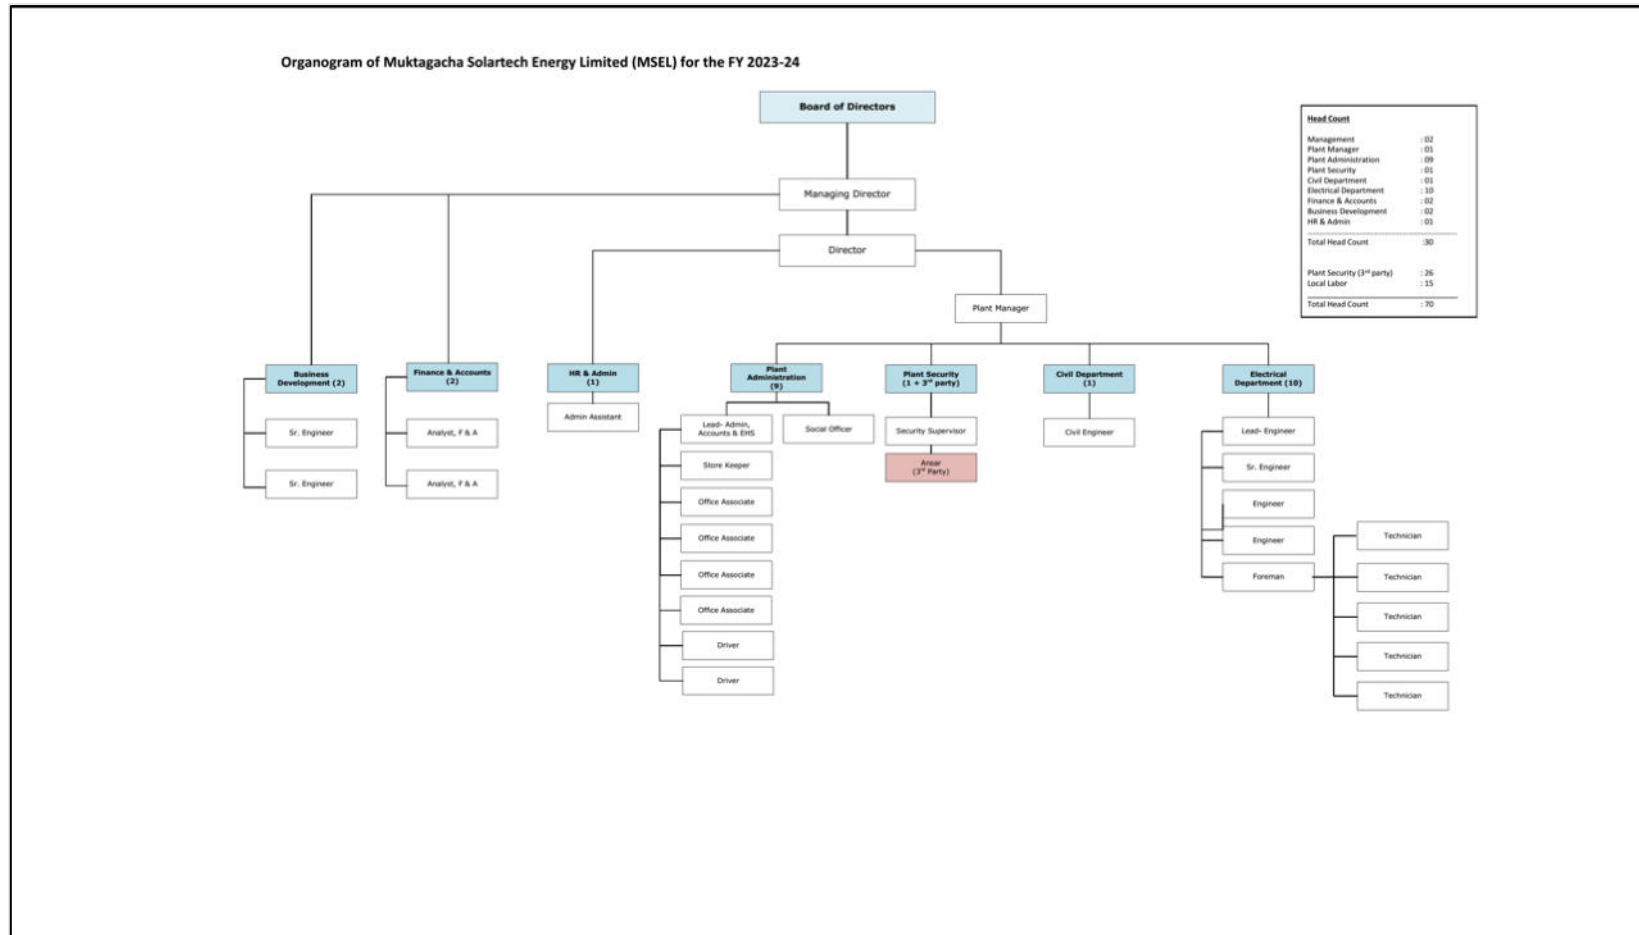 Organogram of Muktagacha Solartech Energy Limited (MSEL) for the FY 2023-24
Board of Directors
Head Count
Management : 02
Plant Manager : 01
Plant Administration : 09
Plant Security : 01
Civil Department : 01
Electrical Department : 10
Finance & Accounts : 02
Business Development : 02
HR & Admin : 01
Total Head Count :30
Plant Security (3rd party) : 26
Local Labor : 15
Total Head Count : 70
Managing Director
Director
Plant Manager
Business
Development (2)
Sr. Engineer
Sr. Engineer
Finance & Accounts
(2)
Analyst, F & A
Analyst, F & A
HR & Admin
(1)
Admin Assistant
Plant
Administration
(9)
Lead- Admin,
Accounts & EHS
Social Officer
Store Keeper
Office Associate
Office Associate
Office Associate
Office Associate
Driver
Driver
Plant Security
(1 + 3rd party)
Security Supervisor
Ansar
(3rd Party)
Civil Department
(1)
Civil Engineer
Electrical
Department (10)
Lead- Engineer
Sr. Engineer
Engineer
Engineer
Foreman
Technician
Technician
Technician
Technician
Technician